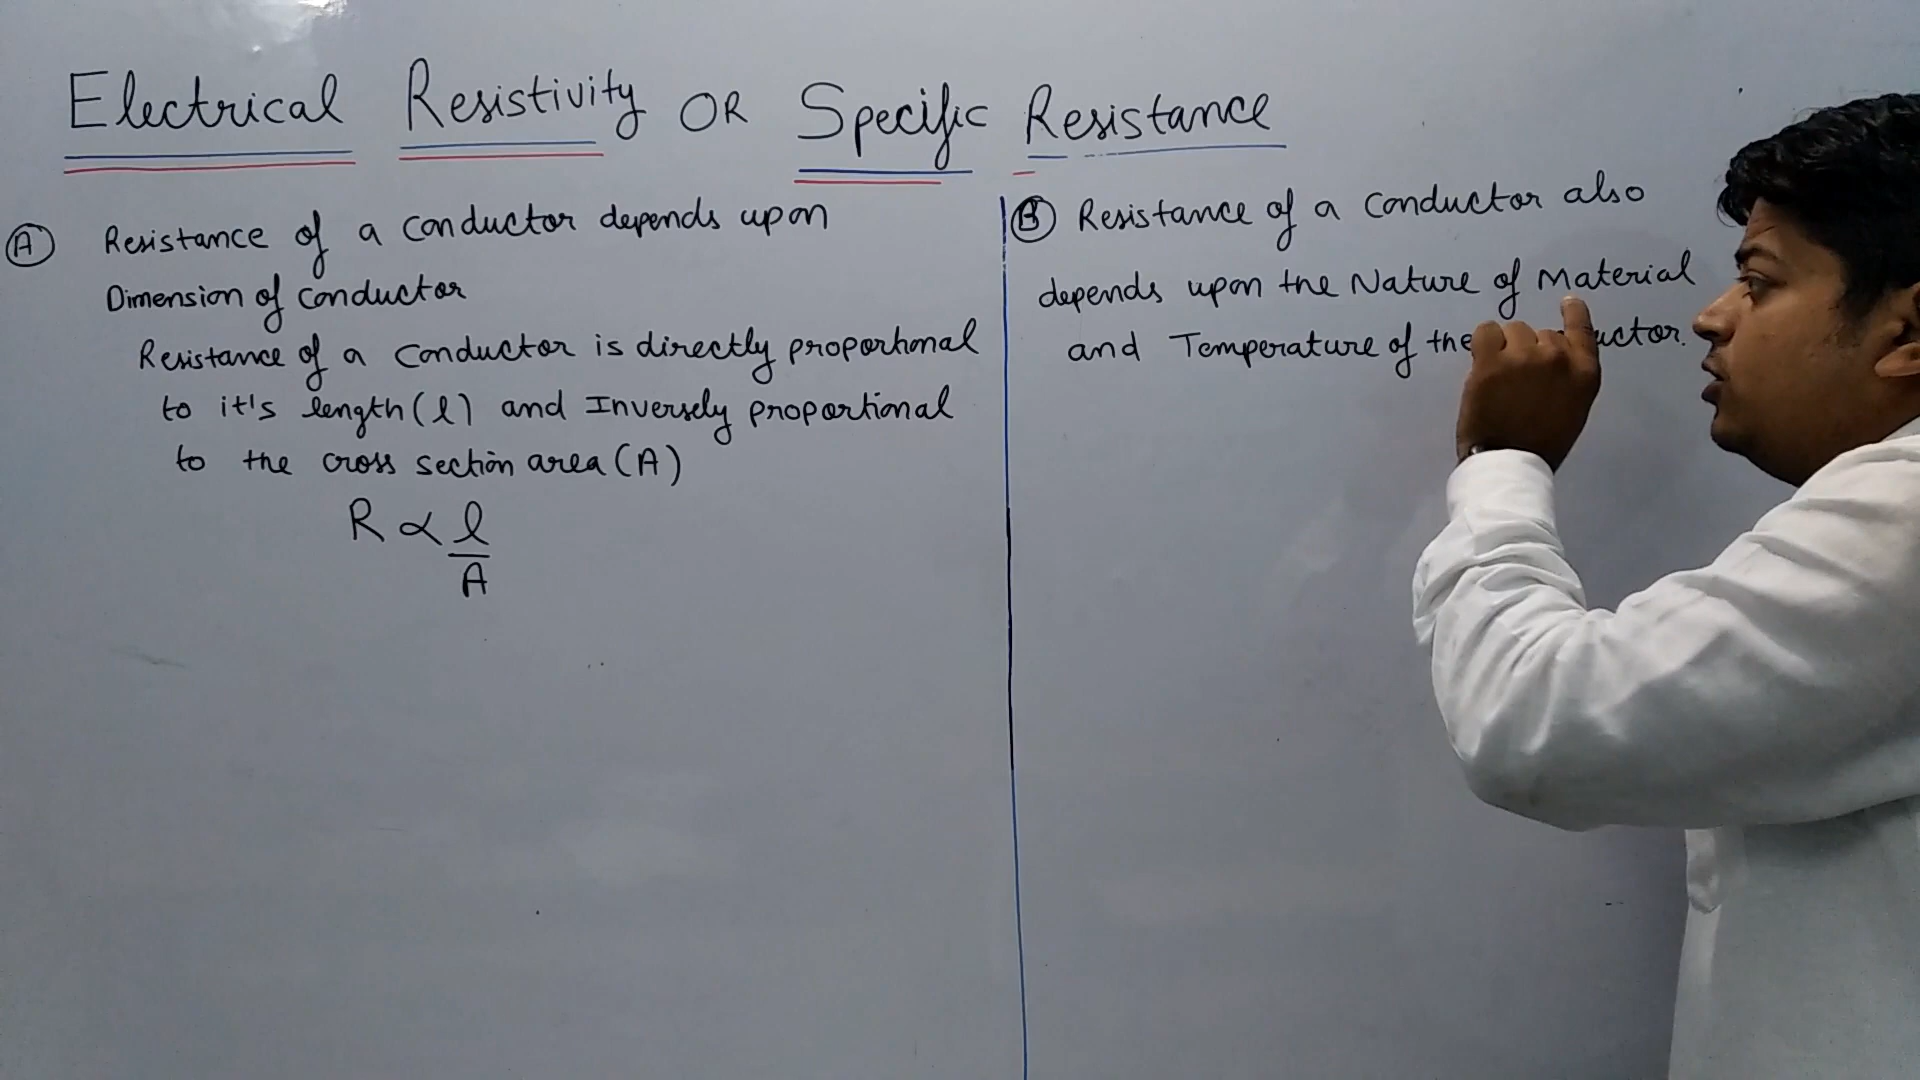 Electrical Resistivity OR Specific Resistance
(A) Resistance of a conductor depends upon
Dimension of conductor
Resistance of a conductor is directly proportional
to it's length (l) and Inversely proportional
to the cross section area (A)
R ∝ l
A
(B) Resistance of a conductor also
depends upon the Nature of Material
and Temperature of the